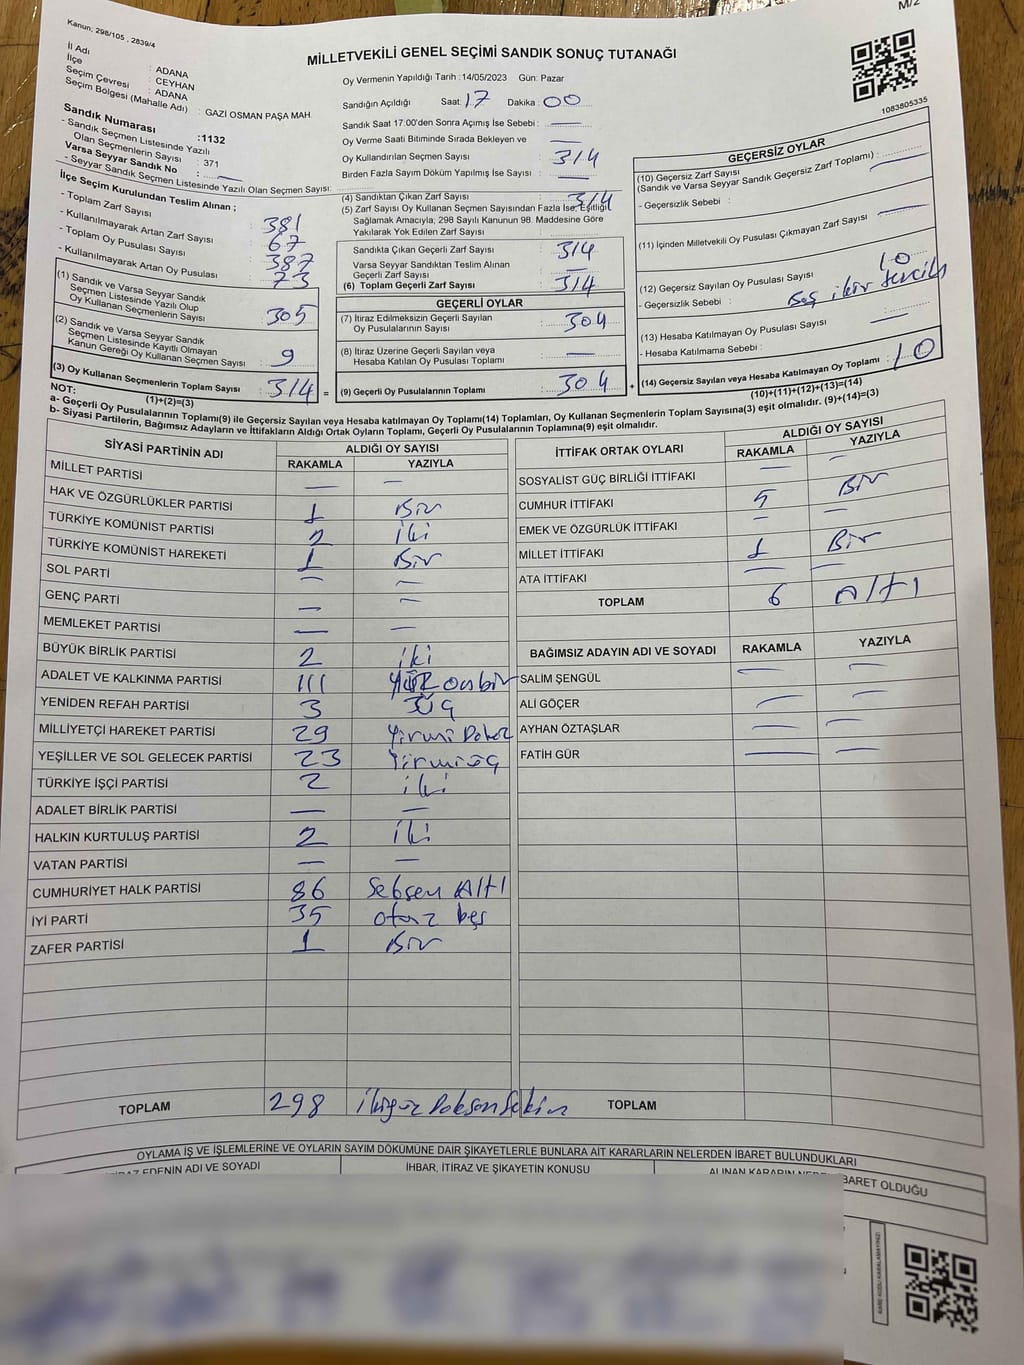 M/2
Kanun, 298/105 , 2839/4
MİLLETVEKİLİ GENEL SEÇİMİ SANDIK SONUÇ TUTANAĞI
İl Adı : ADANA
İlçe : CEYHAN
Seçim Çevresi : ADANA
Seçim Bölgesi (Mahalle Adı) : GAZİ OSMAN PAŞA MAH.
Sandık Numarası :1132
- Sandık Seçmen Listesinde Yazılı
Olan Seçmenlerin Sayısı : 371
Varsa Seyyar Sandık No : —
- Seyyar Sandık Seçmen Listesinde Yazılı Olan Seçmen Sayısı:
İlçe Seçim Kurulundan Teslim Alınan ;
- Toplam Zarf Sayısı : 381
- Kullanılmayarak Artan Zarf Sayısı : 67
- Toplam Oy Pusulası Sayısı : 387
- Kullanılmayarak Artan Oy Pusulası : 73
(1) Sandık ve Varsa Seyyar Sandık
Seçmen Listesinde Yazılı Olup
Oy Kullanan Seçmenlerin Sayısı : 305
(2) Sandık ve Varsa Seyyar Sandık
Seçmen Listesinde Kayıtlı Olmayan
Kanun Gereği Oy Kullanan Seçmen Sayısı : 9
(3) Oy Kullanan Seçmenlerin Toplam Sayısı : 314 =
(1)+(2)=(3)
Oy Vermenin Yapıldığı Tarih :14/05/2023 Gün: Pazar
Sandığın Açıldığı Saat: 17 Dakika : 00
Sandık Saat 17:00'den Sonra Açımış İse Sebebi : —
Oy Verme Saati Bitiminde Sırada Bekleyen ve
Oy Kullandırılan Seçmen Sayısı : 314
Birden Fazla Sayım Döküm Yapılmış İse Sayısı : —
(4) Sandıktan Çıkan Zarf Sayısı : 314
(5) Zarf Sayısı Oy Kullanan Seçmen Sayısından Fazla İse, Eşitliği
Sağlamak Amacıyla, 298 Sayılı Kanunun 98. Maddesine Göre
Yakılarak Yok Edilen Zarf Sayısı :
Sandıkta Çıkan Geçerli Zarf Sayısı : 314
Varsa Seyyar Sandıktan Teslim Alınan
Geçerli Zarf Sayısı : —
(6) Toplam Geçerli Zarf Sayısı : 314
GEÇERLİ OYLAR
(7) İtiraz Edilmeksizin Geçerli Sayılan
Oy Pusulalarının Sayısı : 304
(8) İtiraz Üzerine Geçerli Sayılan veya
Hesaba Katılan Oy Pusulası Toplamı : —
(9) Geçerli Oy Pusulalarının Toplamı : 304 +
1083805335
GEÇERSİZ OYLAR
(10) Geçersiz Zarf Sayısı
(Sandık ve Varsa Seyyar Sandık Geçersiz Zarf Toplamı) : —
- Geçersizlik Sebebi :
(11) İçinden Milletvekili Oy Pusulası Çıkmayan Zarf Sayısı : —
(12) Geçersiz Sayılan Oy Pusulası Sayısı : 10
- Geçersizlik Sebebi : Boş ikir tercih
(13) Hesaba Katılmayan Oy Pusulası Sayısı : —
- Hesaba Katılmama Sebebi :
(14) Geçersiz Sayılan veya Hesaba Katılmayan Oy Toplamı : 10
(10)+(11)+(12)+(13)=(14)
NOT:
a- Geçerli Oy Pusulalarının Toplamı(9) ile Geçersiz Sayılan veya Hesaba katılmayan Oy Toplamı(14) Toplamları, Oy Kullanan Seçmenlerin Toplam Sayısına(3) eşit olmalıdır. (9)+(14)=(3)
b- Siyasi Partilerin, Bağımsız Adayların ve İttifakların Aldığı Ortak Oyların Toplamı, Geçerli Oy Pusulalarının Toplamına(9) eşit olmalıdır.
SİYASİ PARTİNİN ADI ALDIĞI OY SAYISI
RAKAMLA YAZIYLA
MİLLET PARTİSİ — —
HAK VE ÖZGÜRLÜKLER PARTİSİ 1 Bir
TÜRKİYE KOMÜNİST PARTİSİ 2 iki
TÜRKİYE KOMÜNİST HAREKETİ 1 Bir
SOL PARTİ — —
GENÇ PARTİ — —
MEMLEKET PARTİSİ — —
BÜYÜK BİRLİK PARTİSİ 2 iki
ADALET VE KALKINMA PARTİSİ 111 YÜZ onbir
YENİDEN REFAH PARTİSİ 3 Üç
MİLLİYETÇİ HAREKET PARTİSİ 29 Yirmi Dokuz
YEŞİLLER VE SOL GELECEK PARTİSİ 23 Yirmi üç
TÜRKİYE İŞÇİ PARTİSİ 2 iki
ADALET BİRLİK PARTİSİ — —
HALKIN KURTULUŞ PARTİSİ 2 iki
VATAN PARTİSİ — —
CUMHURİYET HALK PARTİSİ 86 Seksen Altı
İYİ PARTİ 35 otuz beş
ZAFER PARTİSİ 1 Bir
TOPLAM 298 İkiyüz Doksan Sekiz
İTTİFAK ORTAK OYLARI ALDIĞI OY SAYISI
RAKAMLA YAZIYLA
SOSYALİST GÜÇ BİRLİĞİ İTTİFAKI — —
CUMHUR İTTİFAKI 5 Bir
EMEK VE ÖZGÜRLÜK İTTİFAKI — —
MİLLET İTTİFAKI 1 Bir
ATA İTTİFAKI — —
TOPLAM 6 Altı
BAĞIMSIZ ADAYIN ADI VE SOYADI RAKAMLA YAZIYLA
SALİM ŞENGÜL — —
ALİ GÖÇER — —
AYHAN ÖZTAŞLAR — —
FATİH GÜR — —
TOPLAM
OYLAMA İŞ VE İŞLEMLERİNE VE OYLARIN SAYIM DÖKÜMÜNE DAİR ŞİKAYETLERLE BUNLARA AİT KARARLARIN NELERDEN İBARET BULUNDUKLARI
İTİRAZ EDENİN ADI VE SOYADI İHBAR, İTİRAZ VE ŞİKAYETİN KONUSU ALINAN KARARIN NEDEN İBARET OLDUĞU
KARE KODU KARALAMAYINIZ!